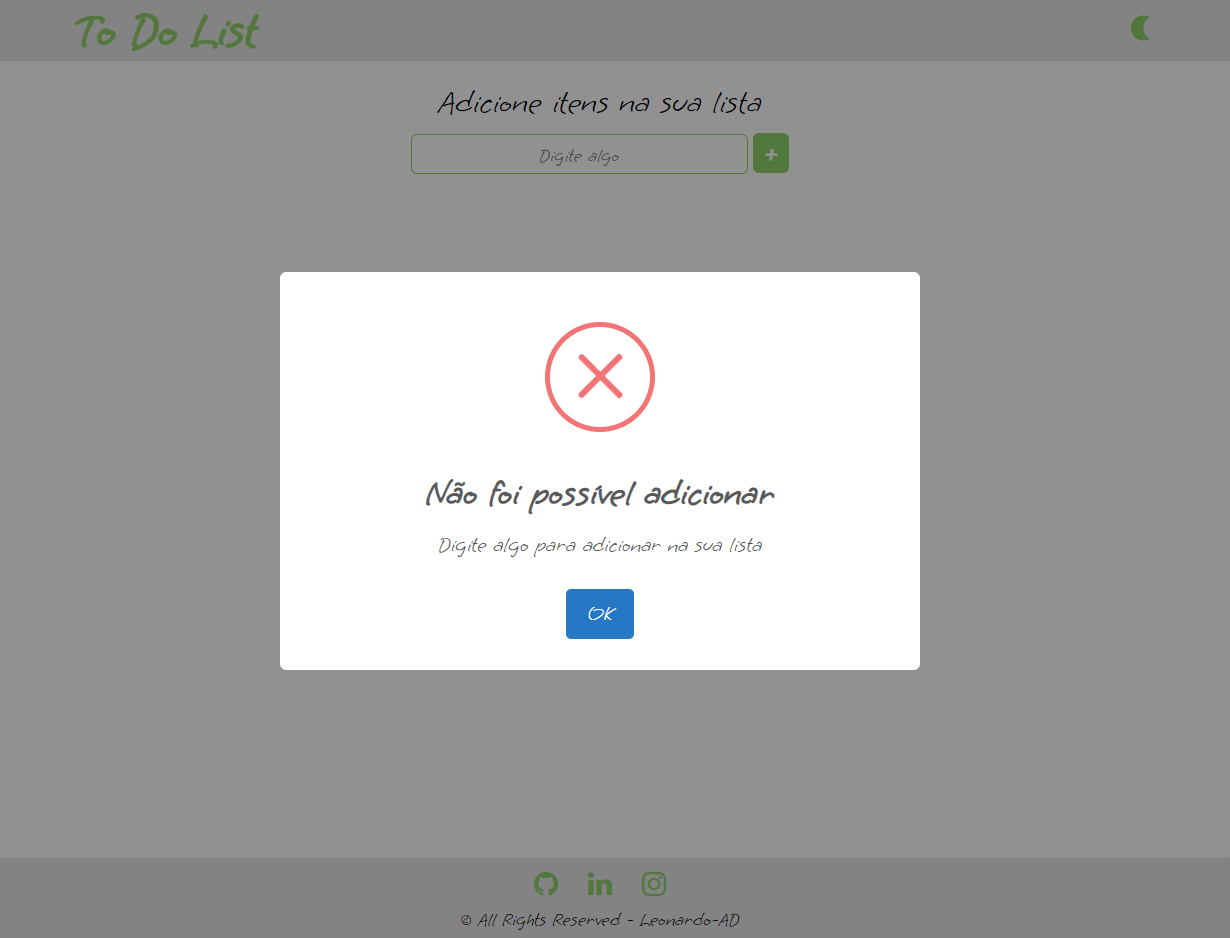 To Do List
Adicione itens na sua lista
Digite algo
+
Não foi possível adicionar
Digite algo para adicionar na sua lista
OK
© All Rights Reserved - Leonardo-AD